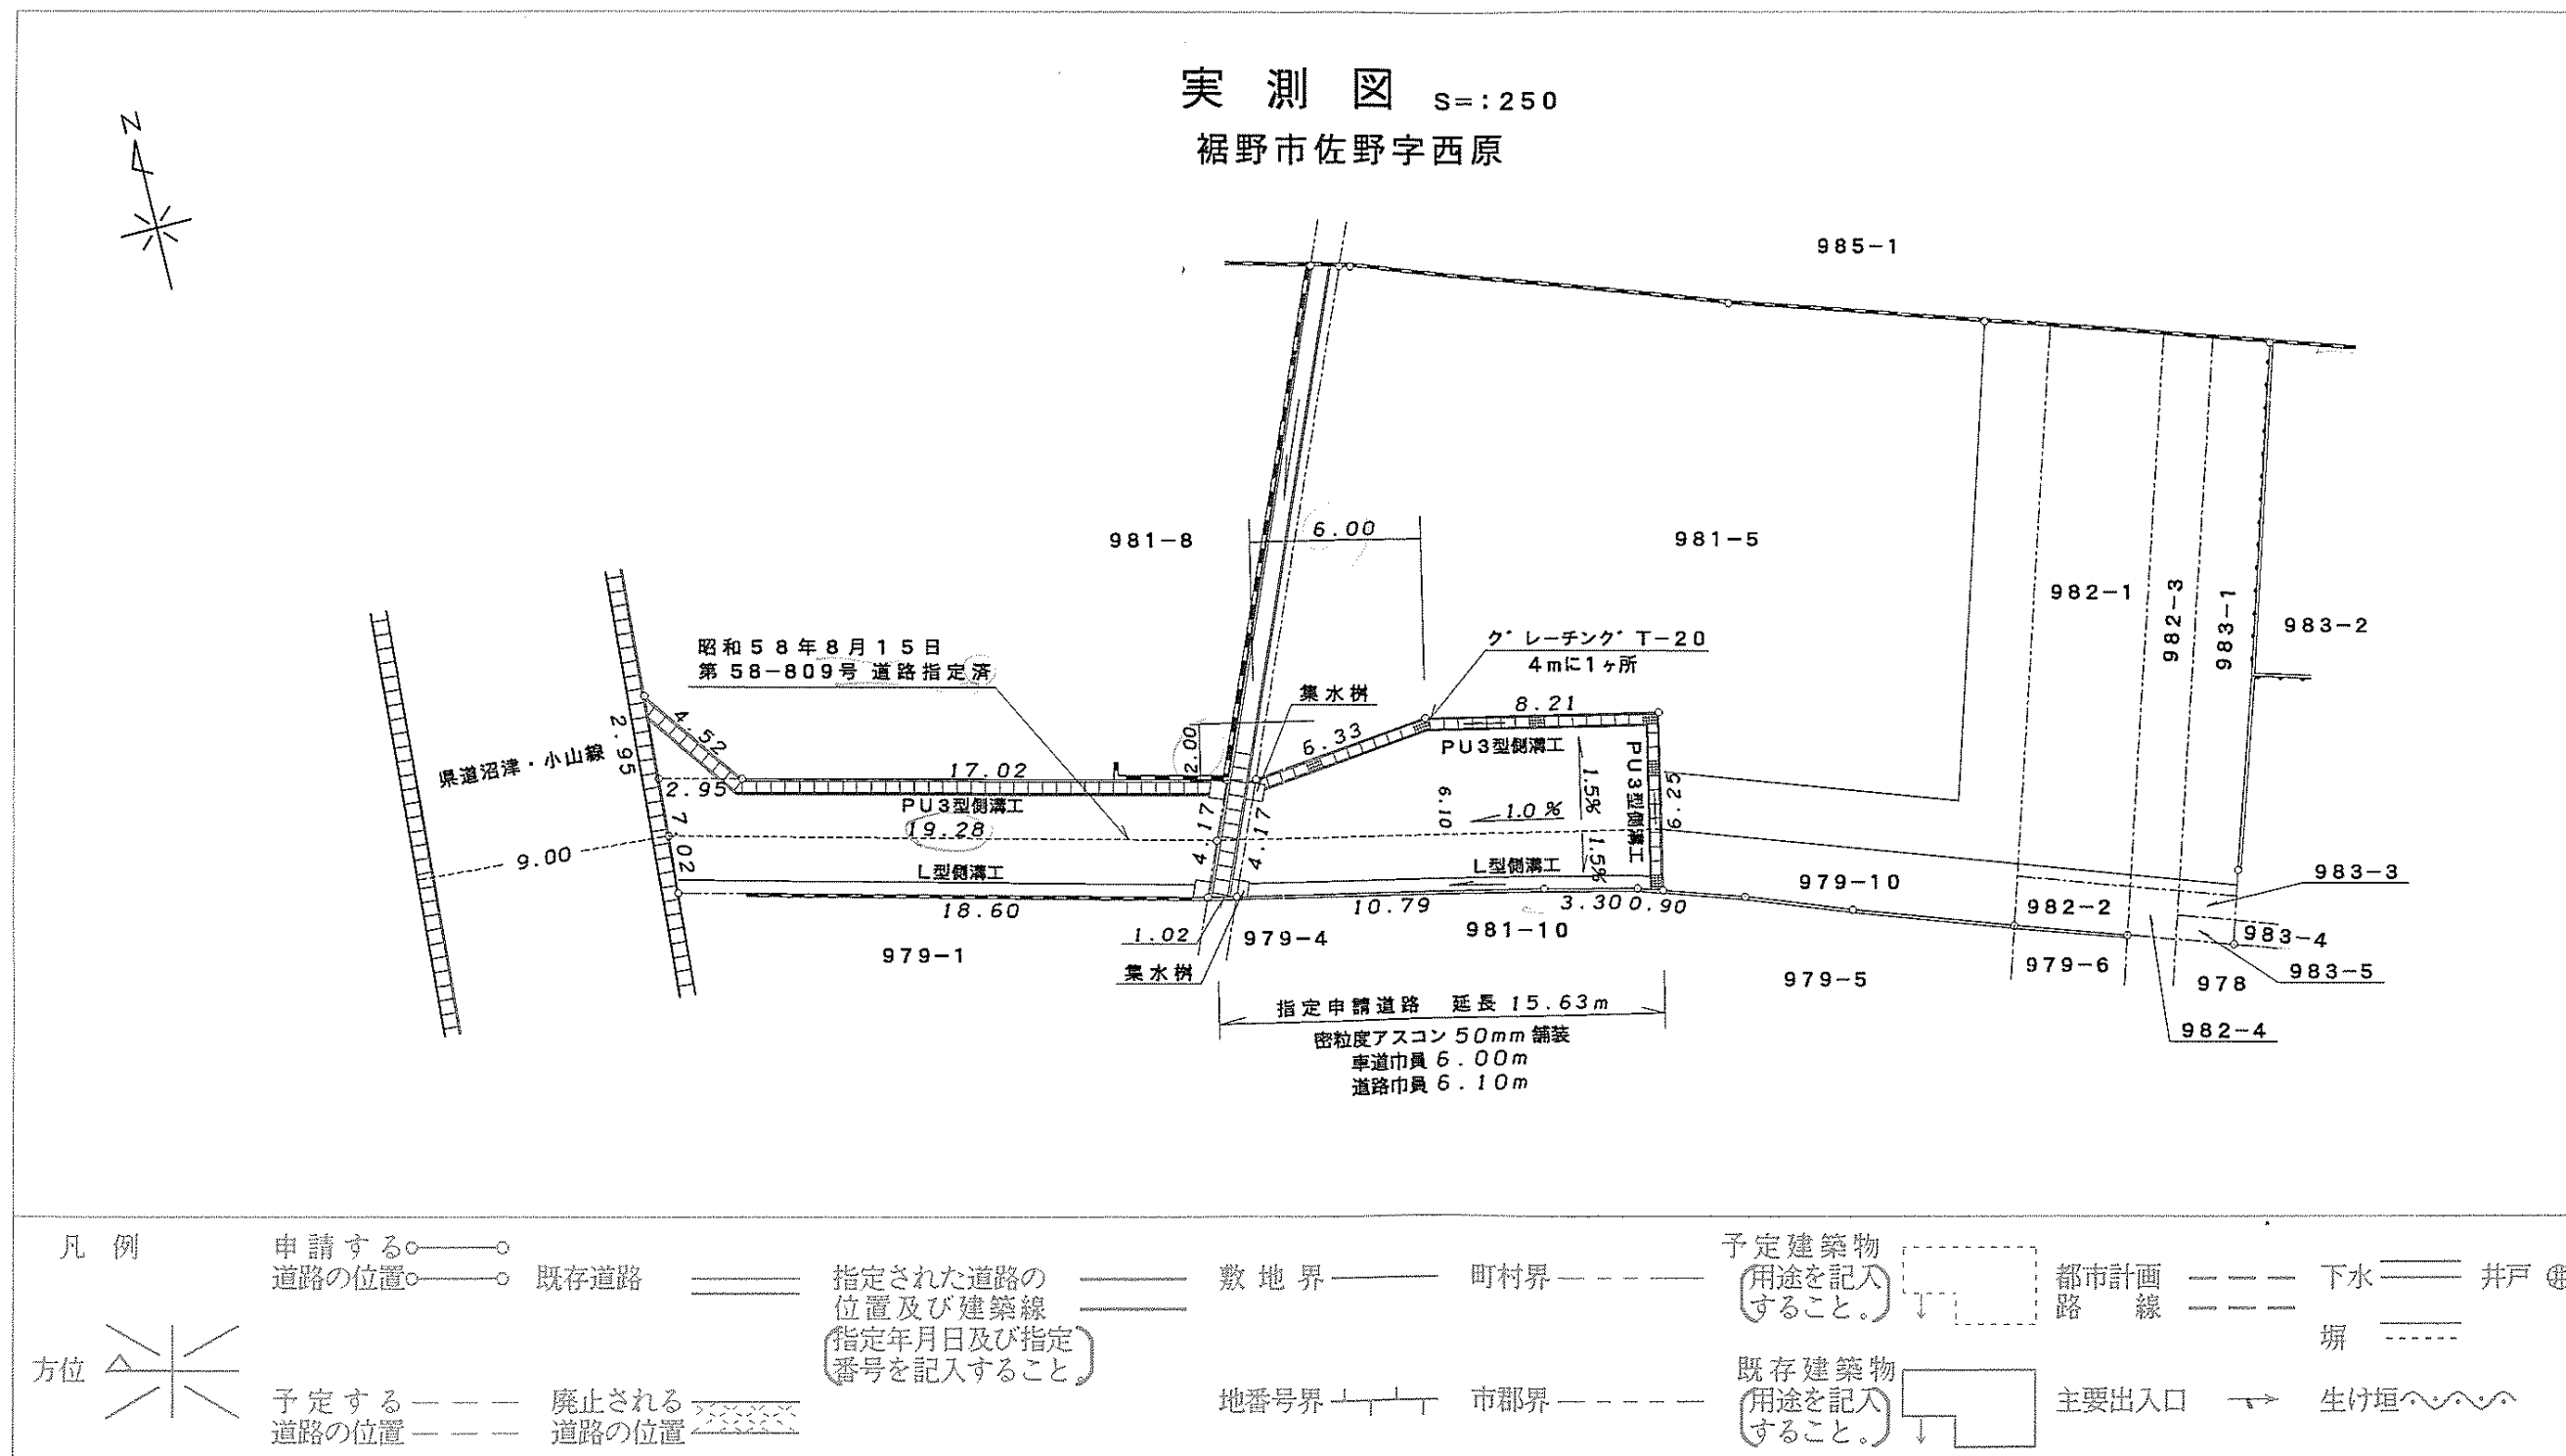 実測図 S=:250
裾野市佐野字西原
N
985-1
981-8
6.00
981-5
982-1
982-3
983-1
983-2
昭和58年8月15日
第58-809号 道路指定済
グレーチング T-20
4mに1ヶ所
集水桝
県道沼津・小山線
9.00
2.95
4.52
2.95
7.02
17.02
PU3型側溝工
19.28
L型側溝工
18.60
979-1
2.00
4.17
4.17
6.33
8.21
PU3型側溝工
PU3型側溝工
6.25
6.10
1.0%
1.5%
1.5%
L型側溝工
10.79
3.30
0.90
1.02
集水桝
979-4
981-10
979-10
982-2
983-3
983-4
983-5
979-5
979-6
978
982-4
指定申請道路 延長 15.63m
密粒度アスコン 50mm 舗装
車道巾員 6.00m
道路巾員 6.10m
凡例
申請する
道路の位置
既存道路
指定された道路の
位置及び建築線
(指定年月日及び指定
番号を記入すること。)
敷地界
町村界
予定建築物
(用途を記入
すること。)
都市計画
路線
下水
井戸
塀
方位
予定する
道路の位置
廃止される
道路の位置
地番号界
市郡界
既存建築物
(用途を記入
すること。)
主要出入口
生け垣